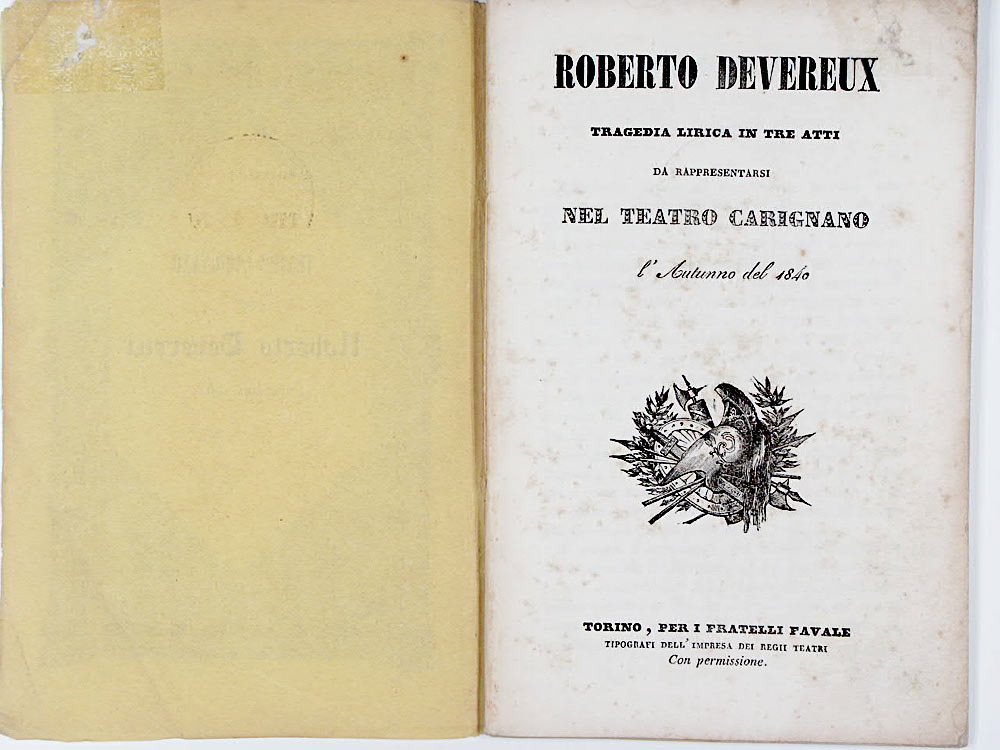 ROBERTO DEVEREUX
TRAGEDIA LIRICA IN TRE ATTI
DA RAPPRESENTARSI
NEL TEATRO CARIGNANO
l' Autunno del 1840
TORINO, PER I FRATELLI FAVALE
TIPOGRAFI DELL' IMPRESA DEI REGII TEATRI
Con permissione.